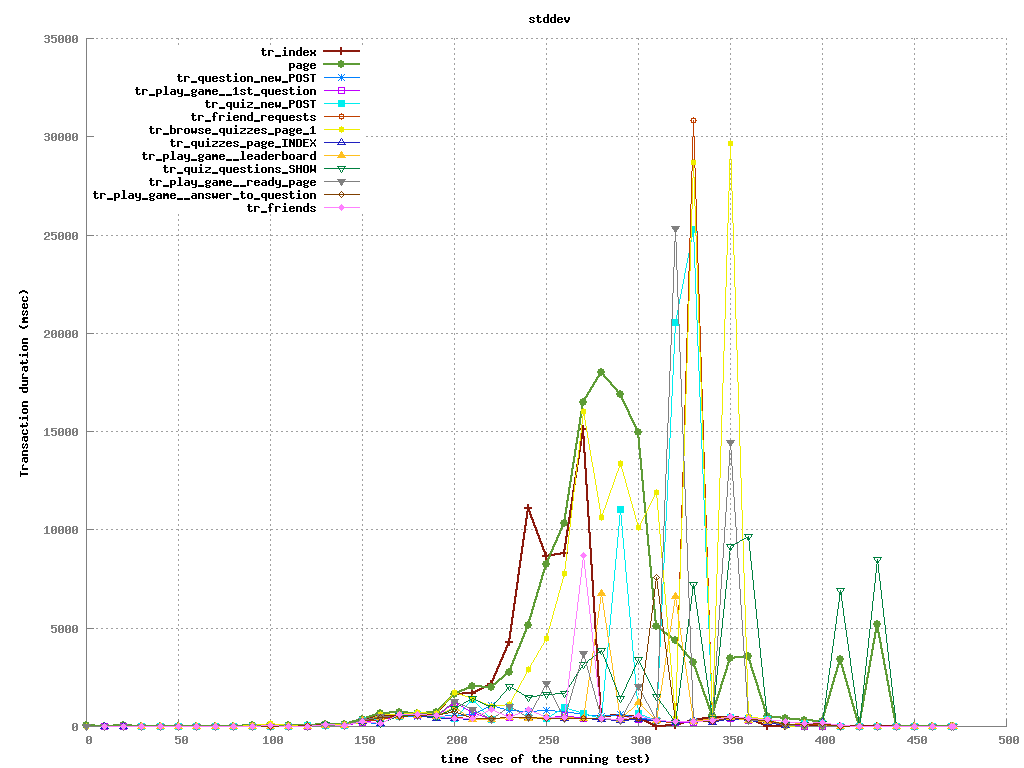 stddev
35000
30000
25000
20000
15000
10000
5000
0
Transaction duration (msec)
tr_index
page
tr_question_new_POST
tr_play_game__1st_question
tr_quiz_new_POST
tr_friend_requests
tr_browse_quizzes_page_1
tr_quizzes_page_INDEX
tr_play_game__leaderboard
tr_quiz_questions_SHOW
tr_play_game__ready_page
tr_play_game__answer_to_question
tr_friends
0 50 100 150 200 250 300 350 400 450 500
time (sec of the running test)